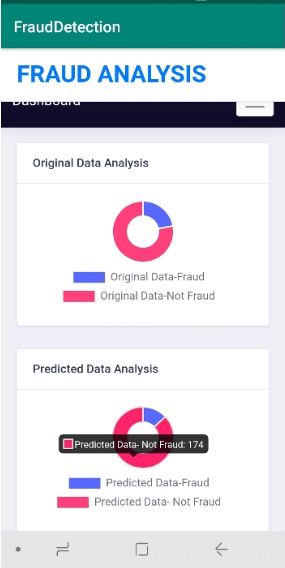 FraudDetection
FRAUD ANALYSIS
Dashboard
Original Data Analysis
Original Data-Fraud
Original Data-Not Fraud
Predicted Data Analysis
Predicted Data- Not Fraud: 174
Predicted Data-Fraud
Predicted Data- Not Fraud